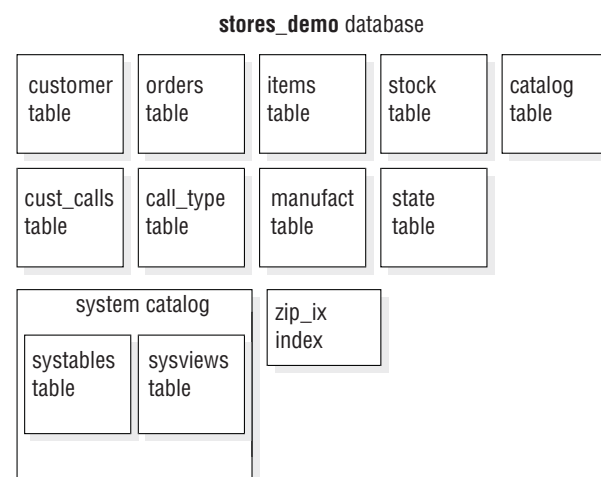 stores_demo database
customer
table
orders
table
items
table
stock
table
catalog
table
cust_calls
table
call_type
table
manufact
table
state
table
system catalog
systables
table
sysviews
table
zip_ix
index